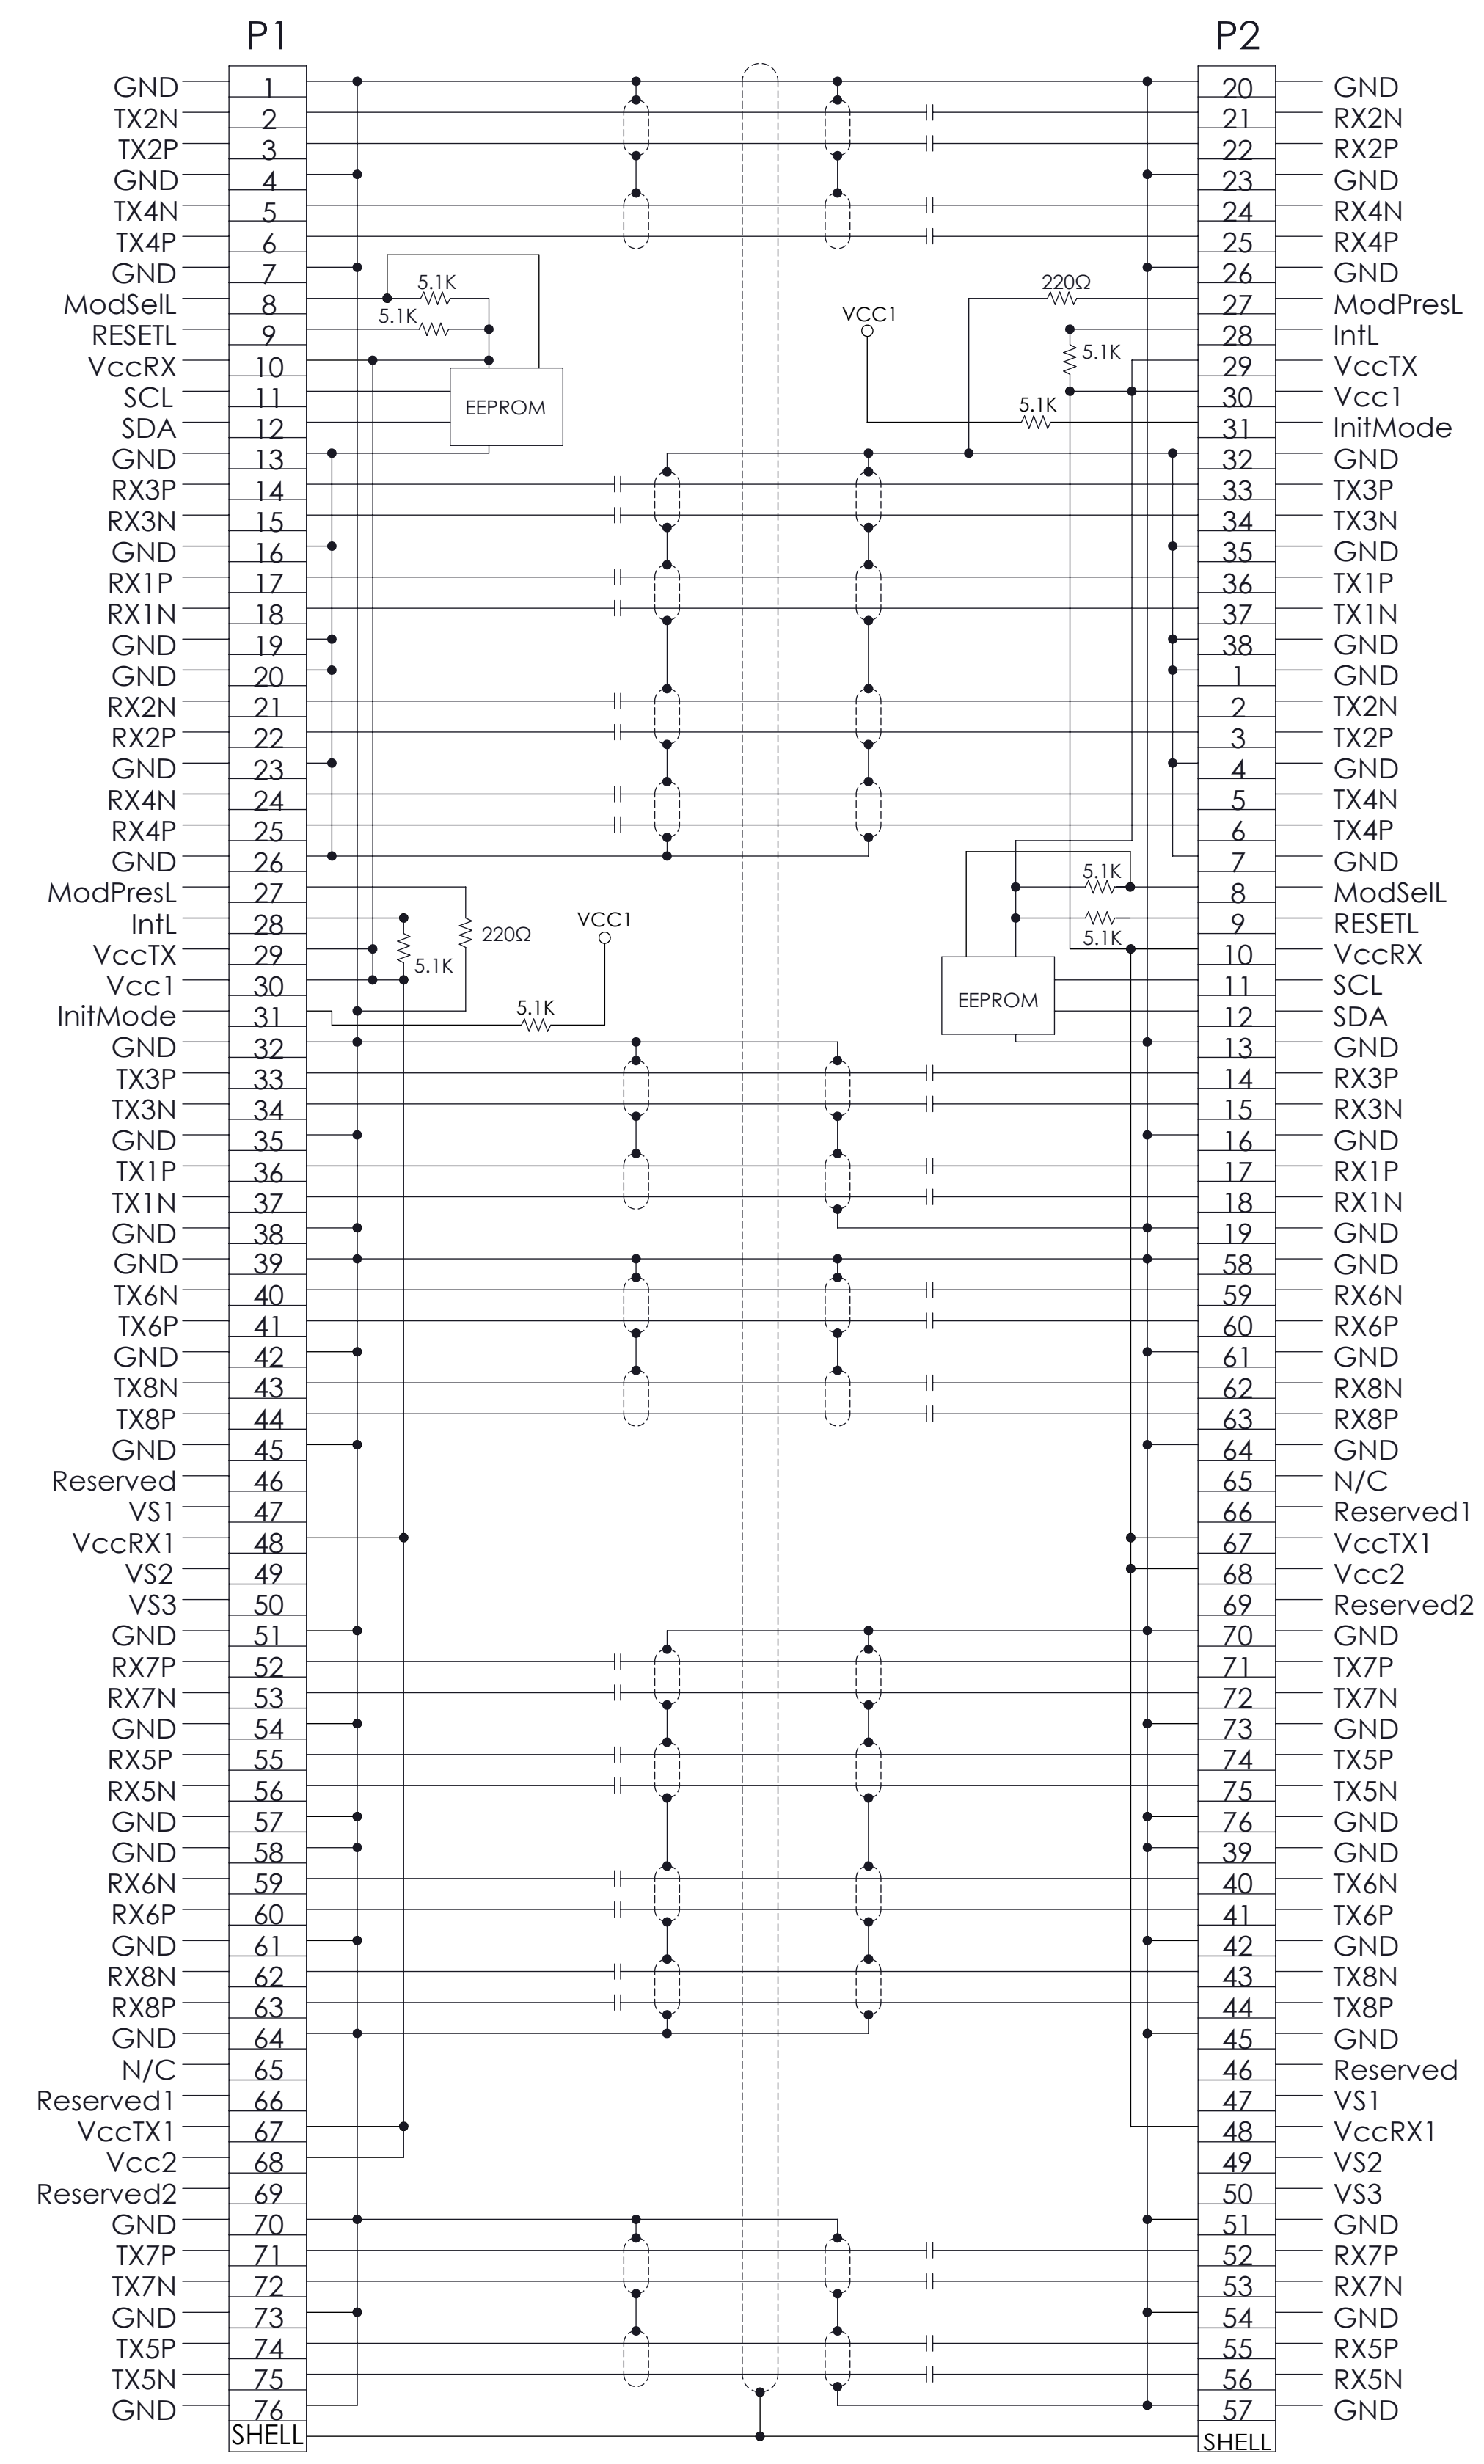 P1 P2
GND 1 20 GND
TX2N 2 21 RX2N
TX2P 3 22 RX2P
GND 4 23 GND
TX4N 5 24 RX4N
TX4P 6 25 RX4P
GND 7 26 GND
ModSelL 8 5.1K 220Ω 27 ModPresL
RESETL 9 5.1K VCC1 28 IntL
VccRX 10 5.1K 29 VccTX
SCL 11 EEPROM 30 Vcc1
SDA 12 5.1K 31 InitMode
GND 13 32 GND
RX3P 14 33 TX3P
RX3N 15 34 TX3N
GND 16 35 GND
RX1P 17 36 TX1P
RX1N 18 37 TX1N
GND 19 38 GND
GND 20 1 GND
RX2N 21 2 TX2N
RX2P 22 3 TX2P
GND 23 4 GND
RX4N 24 5 TX4N
RX4P 25 6 TX4P
GND 26 7 GND
ModPresL 27 5.1K 8 ModSelL
IntL 28 220Ω VCC1 5.1K 9 RESETL
VccTX 29 5.1K 10 VccRX
Vcc1 30 EEPROM 11 SCL
InitMode 31 5.1K 12 SDA
GND 32 13 GND
TX3P 33 14 RX3P
TX3N 34 15 RX3N
GND 35 16 GND
TX1P 36 17 RX1P
TX1N 37 18 RX1N
GND 38 19 GND
GND 39 58 GND
TX6N 40 59 RX6N
TX6P 41 60 RX6P
GND 42 61 GND
TX8N 43 62 RX8N
TX8P 44 63 RX8P
GND 45 64 GND
Reserved 46 65 N/C
VS1 47 66 Reserved1
VccRX1 48 67 VccTX1
VS2 49 68 Vcc2
VS3 50 69 Reserved2
GND 51 70 GND
RX7P 52 71 TX7P
RX7N 53 72 TX7N
GND 54 73 GND
RX5P 55 74 TX5P
RX5N 56 75 TX5N
GND 57 76 GND
GND 58 39 GND
RX6N 59 40 TX6N
RX6P 60 41 TX6P
GND 61 42 GND
RX8N 62 43 TX8N
RX8P 63 44 TX8P
GND 64 45 GND
N/C 65 46 Reserved
Reserved1 66 47 VS1
VccTX1 67 48 VccRX1
Vcc2 68 49 VS2
Reserved2 69 50 VS3
GND 70 51 GND
TX7P 71 52 RX7P
TX7N 72 53 RX7N
GND 73 54 GND
TX5P 74 55 RX5P
TX5N 75 56 RX5N
GND 76 57 GND
SHELL SHELL